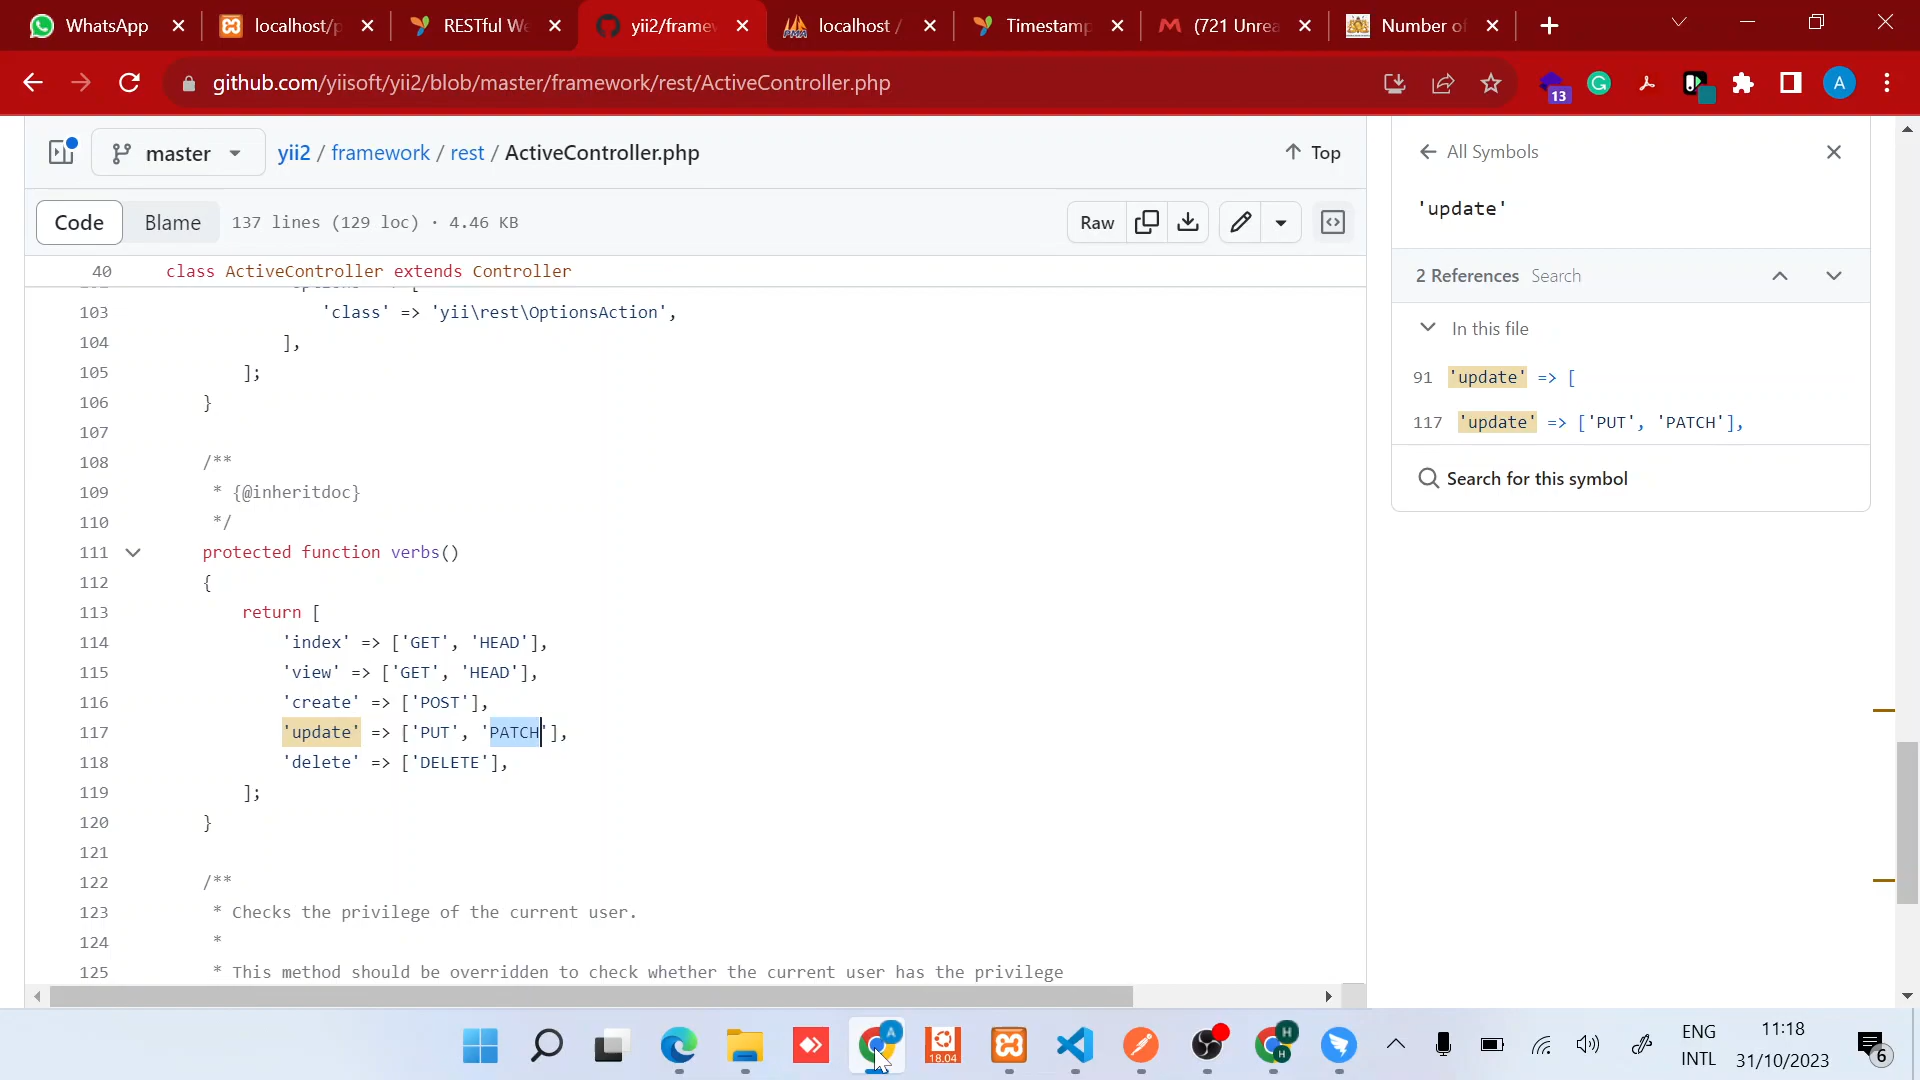 WhatsApp
localhost/p
RESTful We
yii2/framew
localhost /
Timestamp
(721 Unrea
Number of
github.com/yiisoft/yii2/blob/master/framework/rest/ActiveController.php
13
A
master
yii2 / framework / rest / ActiveController.php
Top
Code
Blame
137 lines (129 loc) · 4.46 KB
Raw
40 class ActiveController extends Controller
103 'class' => 'yii\rest\OptionsAction',
104 ],
105 ];
106 }
107
108 /**
109 * {@inheritdoc}
110 */
111 protected function verbs()
112 {
113 return [
114 'index' => ['GET', 'HEAD'],
115 'view' => ['GET', 'HEAD'],
116 'create' => ['POST'],
117 'update' => ['PUT', 'PATCH'],
118 'delete' => ['DELETE'],
119 ];
120 }
121
122 /**
123 * Checks the privilege of the current user.
124 *
125 * This method should be overridden to check whether the current user has the privilege
All Symbols
'update'
2 References Search
In this file
91 'update' => [
117 'update' => ['PUT', 'PATCH'],
Search for this symbol
A
18.04
H
H
ENG
INTL
11:18
31/10/2023
6